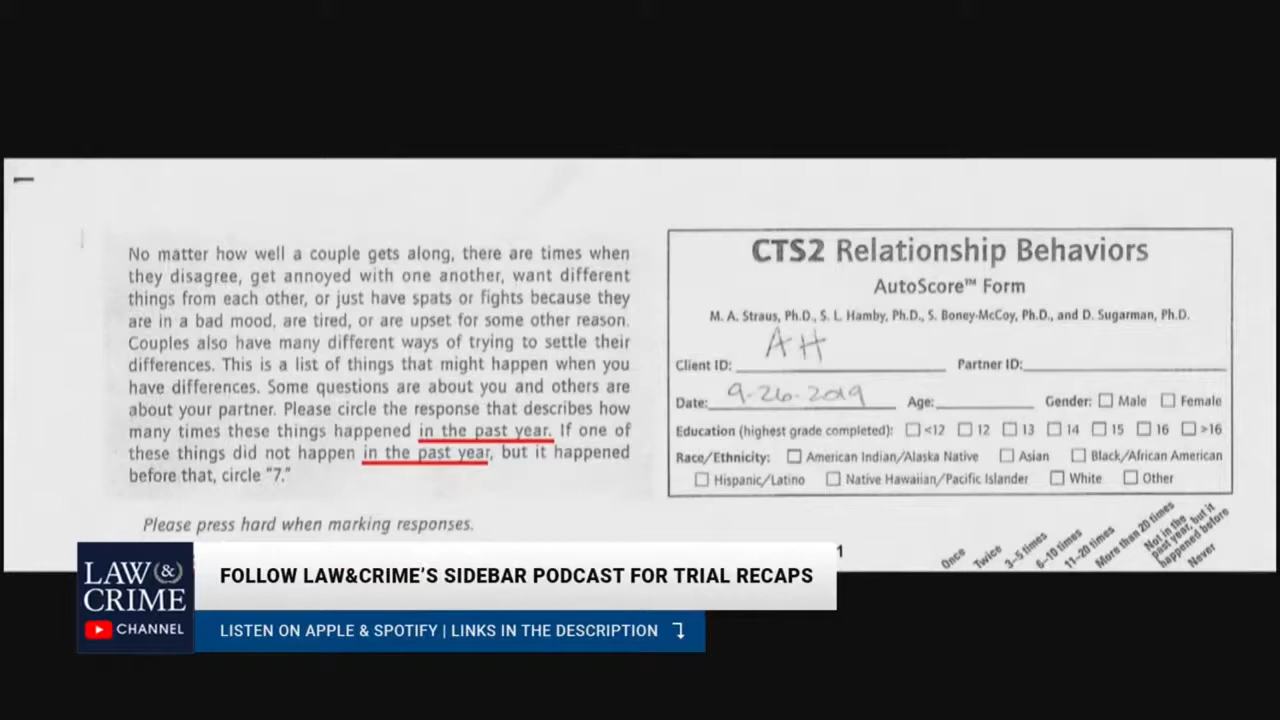 No matter how well a couple gets along, there are times when
they disagree, get annoyed with one another, want different
things from each other, or just have spats or fights because they
are in a bad mood, are tired, or are upset for some other reason.
Couples also have many different ways of trying to settle their
differences. This is a list of things that might happen when you
have differences. Some questions are about you and others are
about your partner. Please circle the response that describes how
many times these things happened in the past year. If one of
these things did not happen in the past year, but it happened
before that, circle "7."
Please press hard when marking responses.
CTS2 Relationship Behaviors
AutoScore™ Form
M. A. Straus, Ph.D., S. L. Hamby, Ph.D., S. Boney-McCoy, Ph.D., and D. Sugarman, Ph.D.
Client ID: AH Partner ID:
Date: 9-26-2019 Age: Gender: Male Female
Education (highest grade completed): <12 12 13 14 15 16 >16
Race/Ethnicity: American Indian/Alaska Native Asian Black/African American
Hispanic/Latino Native Hawaiian/Pacific Islander White Other
Once
Twice
3–5 times
6–10 times
11–20 times
More than 20 times
Not in the
past year, but it
happened before
Never
1
LAW&
CRIME
CHANNEL
FOLLOW LAW&CRIME'S SIDEBAR PODCAST FOR TRIAL RECAPS
LISTEN ON APPLE & SPOTIFY | LINKS IN THE DESCRIPTION